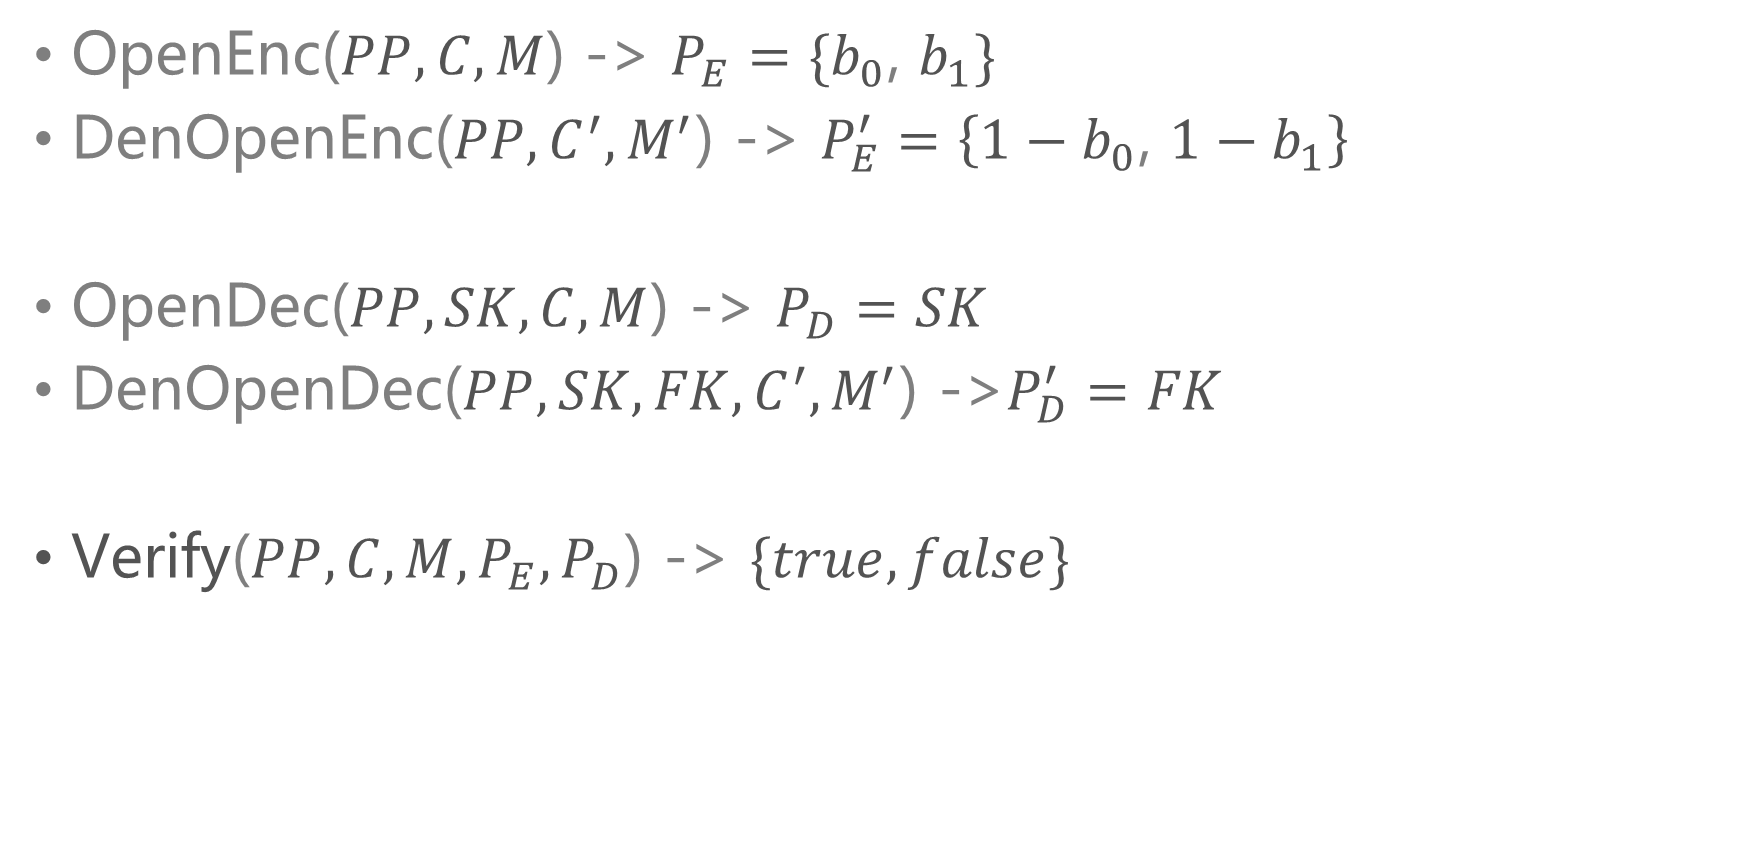 • OpenEnc(PP, C, M) -> P_E = {b_0, b_1}
• DenOpenEnc(PP, C′, M′) -> P′_E = {1 − b_0, 1 − b_1}
• OpenDec(PP, SK, C, M) -> P_D = SK
• DenOpenDec(PP, SK, FK, C′, M′) ->P′_D = FK
• Verify(PP, C, M, P_E, P_D) -> {true, false}